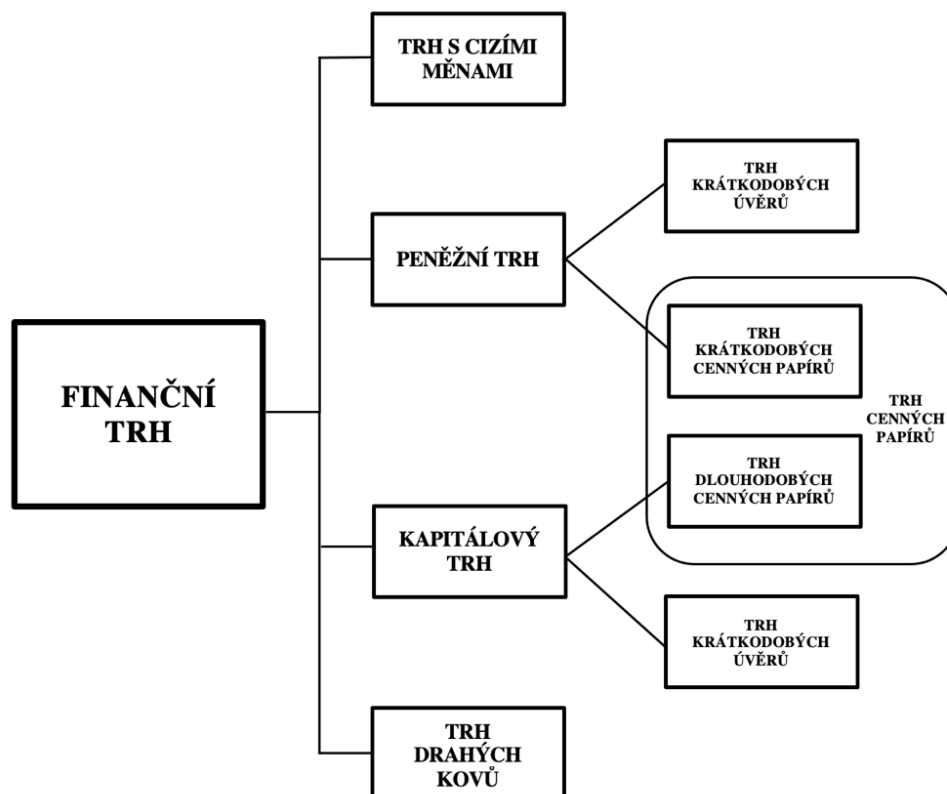 TRH S CIZÍMI
MĚNAMI
TRH
KRÁTKODOBÝCH
ÚVĚRŮ
PENĚŽNÍ TRH
TRH
KRÁTKODOBÝCH
CENNÝCH PAPÍRŮ
FINANČNÍ
TRH
TRH
CENNÝCH
PAPÍRŮ
TRH
DLOUHODOBÝCH
CENNÝCH PAPÍRŮ
KAPITÁLOVÝ
TRH
TRH
KRÁTKODOBÝCH
ÚVĚRŮ
TRH
DRAHÝCH
KOVŮ